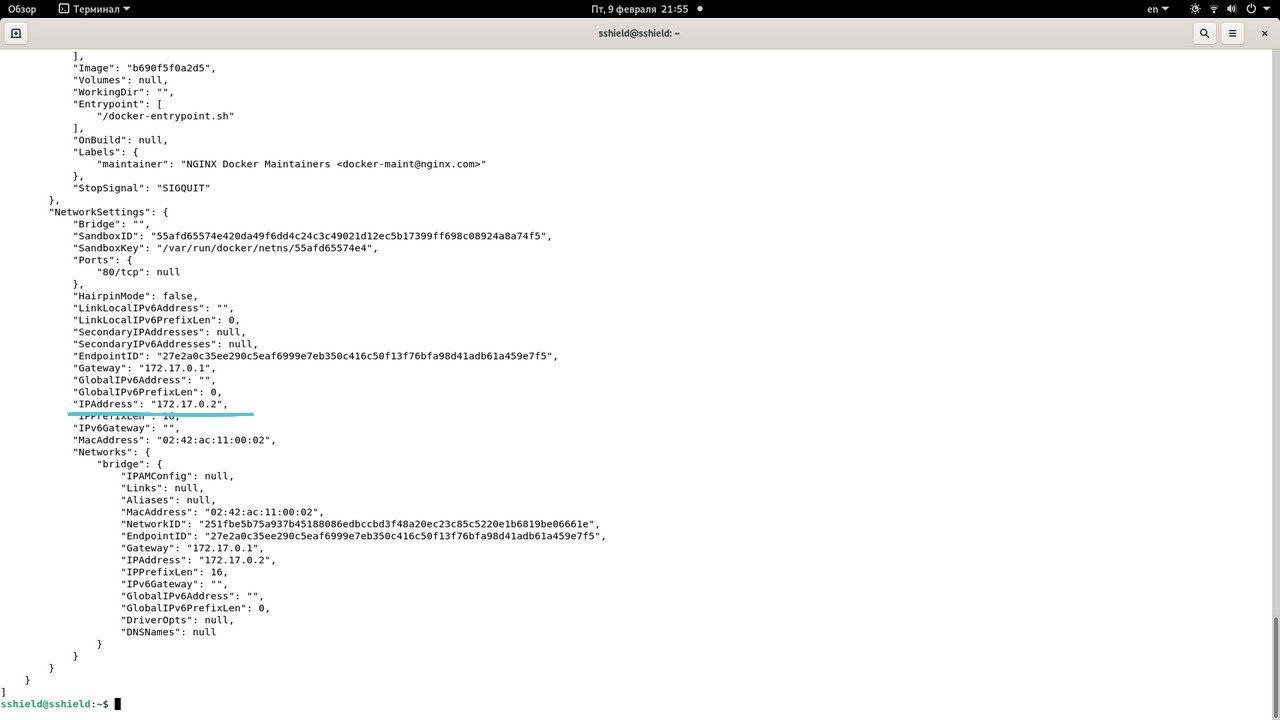 Обзор Терминал Пт, 9 февраля 21:55 en
sshield@sshield: ~
],
"Image": "b690f5f0a2d5",
"Volumes": null,
"WorkingDir": "",
"Entrypoint": [
"/docker-entrypoint.sh"
],
"OnBuild": null,
"Labels": {
"maintainer": "NGINX Docker Maintainers <docker-maint@nginx.com>"
},
"StopSignal": "SIGQUIT"
},
"NetworkSettings": {
"Bridge": "",
"SandboxID": "55afd65574e420da49f6dd4c24c3c49021d12ec5b17399ff698c08924a8a74f5",
"SandboxKey": "/var/run/docker/netns/55afd65574e4",
"Ports": {
"80/tcp": null
},
"HairpinMode": false,
"LinkLocalIPv6Address": "",
"LinkLocalIPv6PrefixLen": 0,
"SecondaryIPAddresses": null,
"SecondaryIPv6Addresses": null,
"EndpointID": "27e2a0c35ee290c5eaf6999e7eb350c416c50f13f76bfa98d41adb61a459e7f5",
"Gateway": "172.17.0.1",
"GlobalIPv6Address": "",
"GlobalIPv6PrefixLen": 0,
"IPAddress": "172.17.0.2",
"IPPrefixLen": 16,
"IPv6Gateway": "",
"MacAddress": "02:42:ac:11:00:02",
"Networks": {
"bridge": {
"IPAMConfig": null,
"Links": null,
"Aliases": null,
"MacAddress": "02:42:ac:11:00:02",
"NetworkID": "251fbe5b75a937b45188086edbccbd3f48a20ec23c85c5220e1b6819be06661e",
"EndpointID": "27e2a0c35ee290c5eaf6999e7eb350c416c50f13f76bfa98d41adb61a459e7f5",
"Gateway": "172.17.0.1",
"IPAddress": "172.17.0.2",
"IPPrefixLen": 16,
"IPv6Gateway": "",
"GlobalIPv6Address": "",
"GlobalIPv6PrefixLen": 0,
"DriverOpts": null,
"DNSNames": null
}
}
}
}
]
sshield@sshield:~$